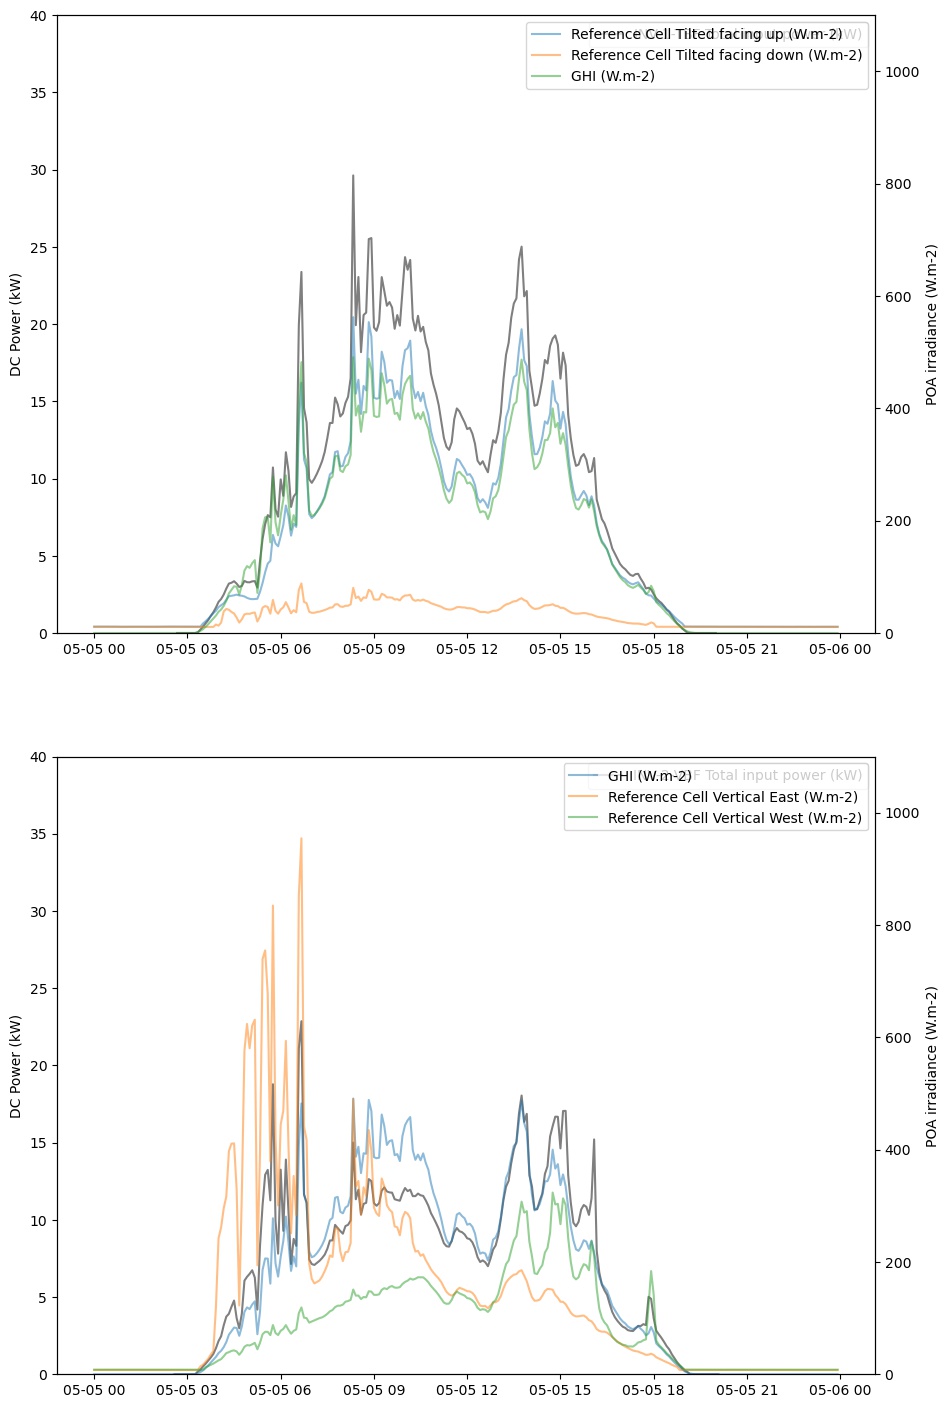 40
35
30
25
20
15
10
5
0
DC Power (kW)
Reference Cell Tilted facing up (W.m-2)
Reference Cell Tilted facing down (W.m-2)
GHI (W.m-2)
1000
800
600
400
200
0
POA irradiance (W.m-2)
05-05 00 05-05 03 05-05 06 05-05 09 05-05 12 05-05 15 05-05 18 05-05 21 05-06 00
40
35
30
25
20
15
10
5
0
DC Power (kW)
Total input power (kW)
GHI (W.m-2)
Reference Cell Vertical East (W.m-2)
Reference Cell Vertical West (W.m-2)
1000
800
600
400
200
0
POA irradiance (W.m-2)
05-05 00 05-05 03 05-05 06 05-05 09 05-05 12 05-05 15 05-05 18 05-05 21 05-06 00